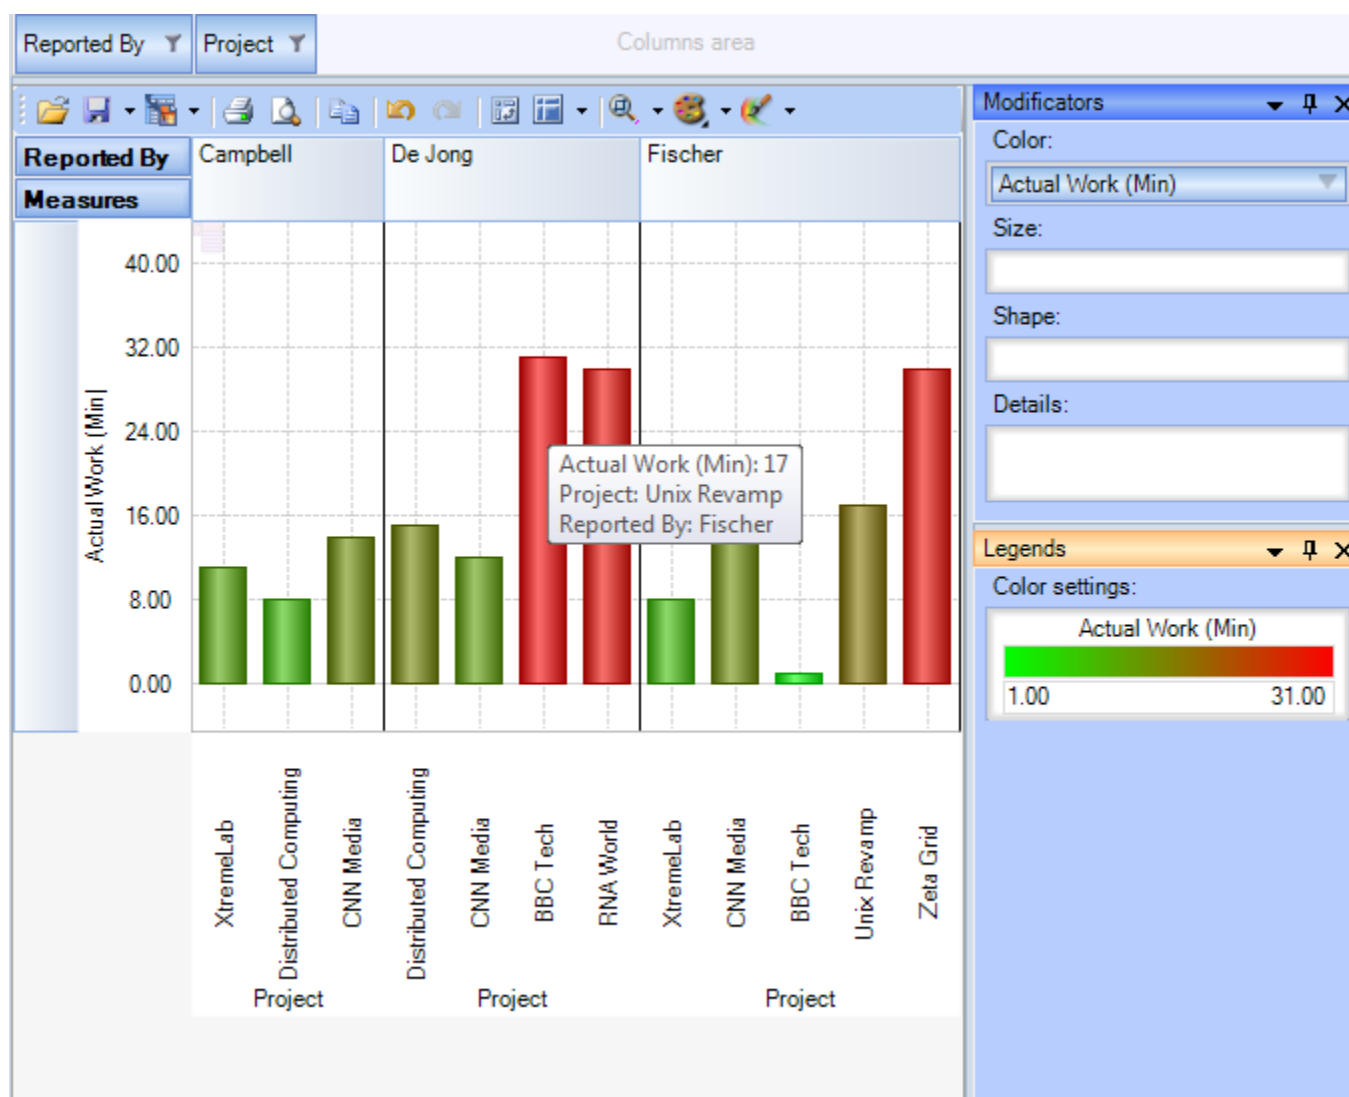 Reported By
Project
Columns area
Modificators
Color:
Actual Work (Min)
Size:
Shape:
Details:
Legends
Color settings:
Actual Work (Min)
1.00 31.00
Reported By
Measures
Campbell
De Jong
Fischer
Actual Work (Min)
40.00
32.00
24.00
16.00
8.00
0.00
Actual Work (Min): 17
Project: Unix Revamp
Reported By: Fischer
XtremeLab
Distributed Computing
CNN Media
Distributed Computing
CNN Media
BBC Tech
RNA World
XtremeLab
CNN Media
BBC Tech
Unix Revamp
Zeta Grid
Project
Project
Project